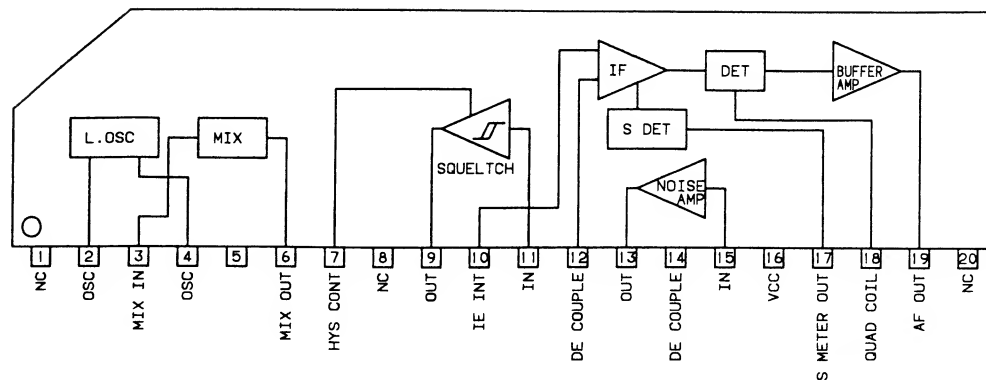 IF
DET
BUFFER
AMP
L.OSC
MIX
S DET
SQUELTCH
NOISE
AMP
1
2
3
4
5
6
7
8
9
10
11
12
13
14
15
16
17
18
19
20
NC
OSC
MIX IN
OSC
MIX OUT
HYS CONT
NC
OUT
IE INT
IN
DE COUPLE
OUT
DE COUPLE
IN
VCC
S METER OUT
QUAD COIL
AF OUT
NC